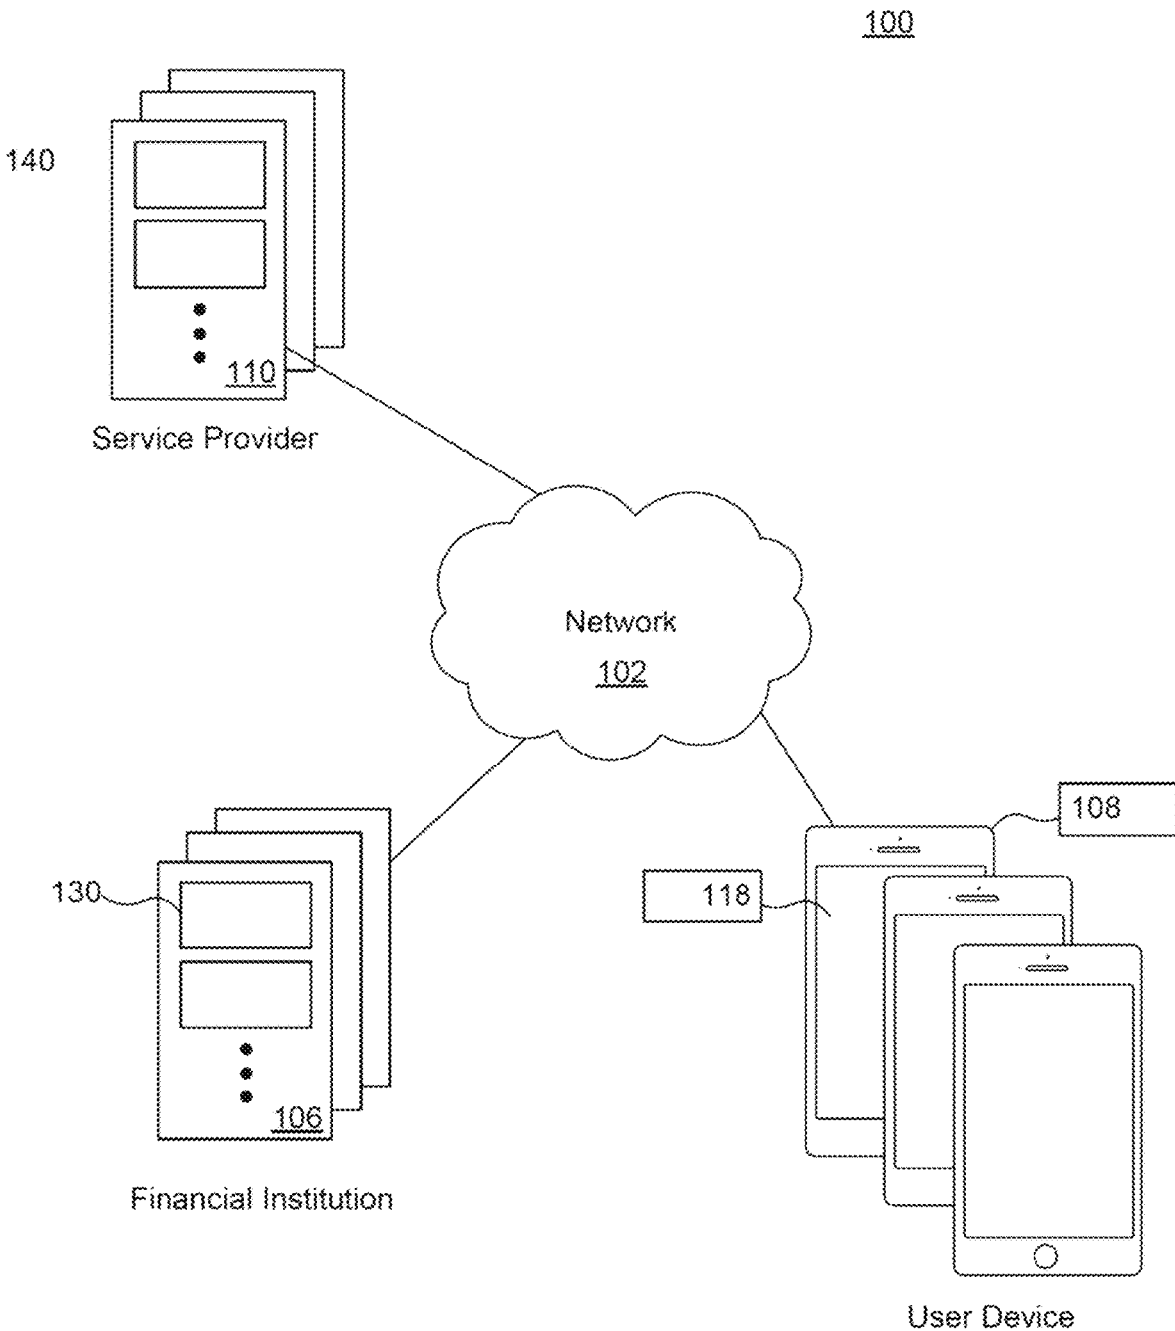 100
140
110
Service Provider
Network
102
108
118
130
106
Financial Institution
User Device